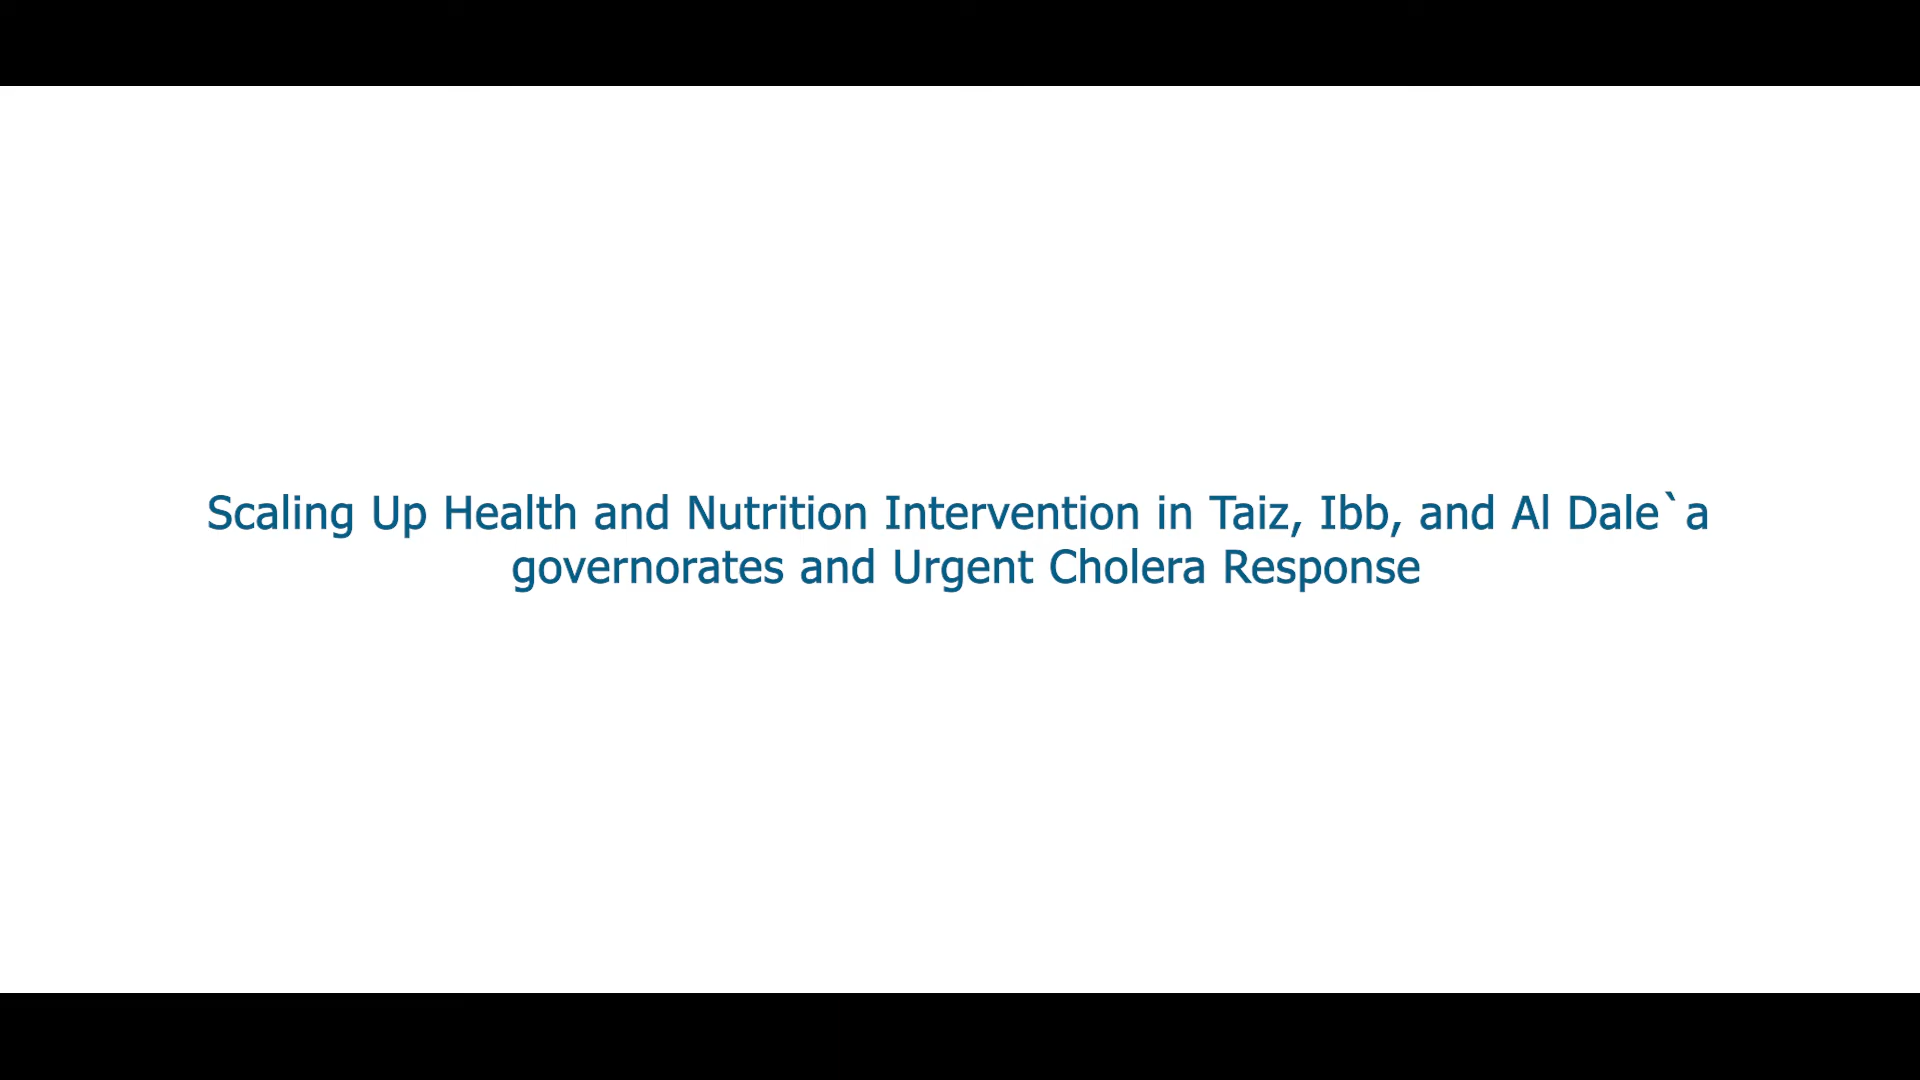 Scaling Up Health and Nutrition Intervention in Taiz, Ibb, and Al Dale`a
governorates and Urgent Cholera Response